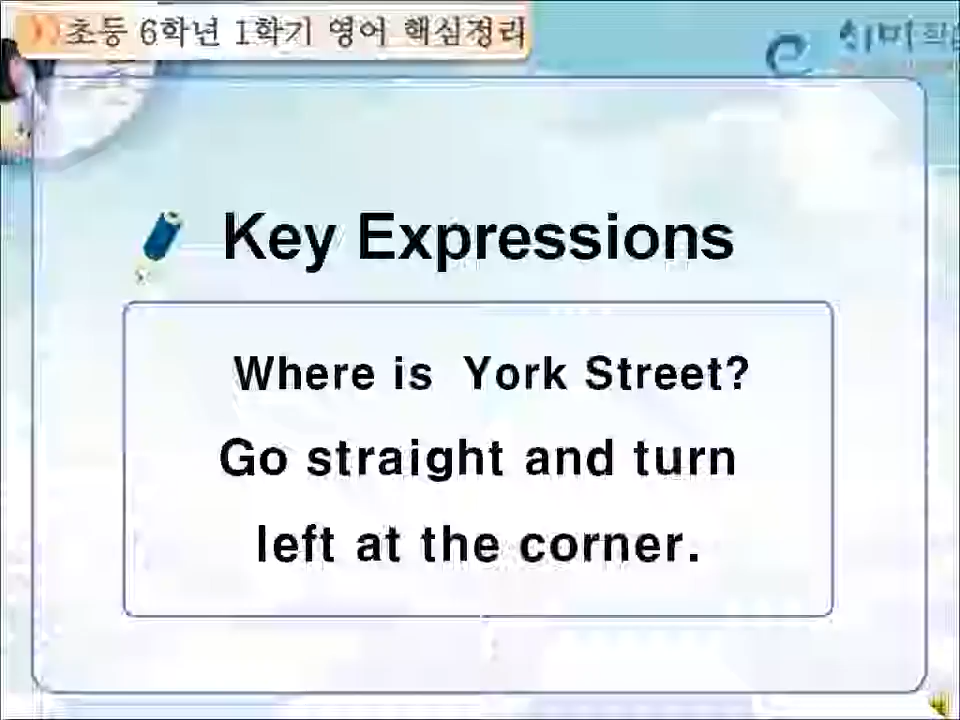 초등 6학년 1학기 영어 핵심정리
Key Expressions
Where is York Street?
Go straight and turn
left at the corner.